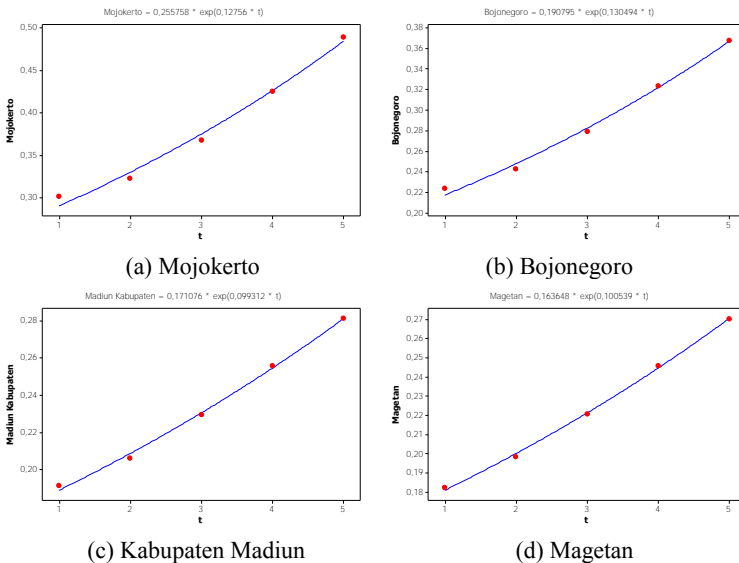 Mojokerto = 0,255758 * exp(0,12756 * t)
0,50
0,45
0,40
0,35
0,30
Mojokerto
1 2 3 4 5
t
(a) Mojokerto
Bojonegoro = 0,190795 * exp(0,130494 * t)
0,38
0,36
0,34
0,32
0,30
0,28
0,26
0,24
0,22
0,20
Bojonegoro
1 2 3 4 5
t
(b) Bojonegoro
Madiun Kabupaten = 0,171076 * exp(0,099312 * t)
0,28
0,26
0,24
0,22
0,20
Madiun Kabupaten
1 2 3 4 5
t
(c) Kabupaten Madiun
Magetan = 0,163648 * exp(0,100539 * t)
0,27
0,26
0,25
0,24
0,23
0,22
0,21
0,20
0,19
0,18
Magetan
1 2 3 4 5
t
(d) Magetan